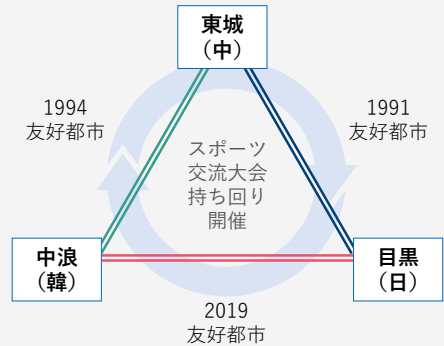 東城
（中）
1994
友好都市
1991
友好都市
スポーツ
交流大会
持ち回り
開催
中浪
（韓）
目黒
（日）
2019
友好都市